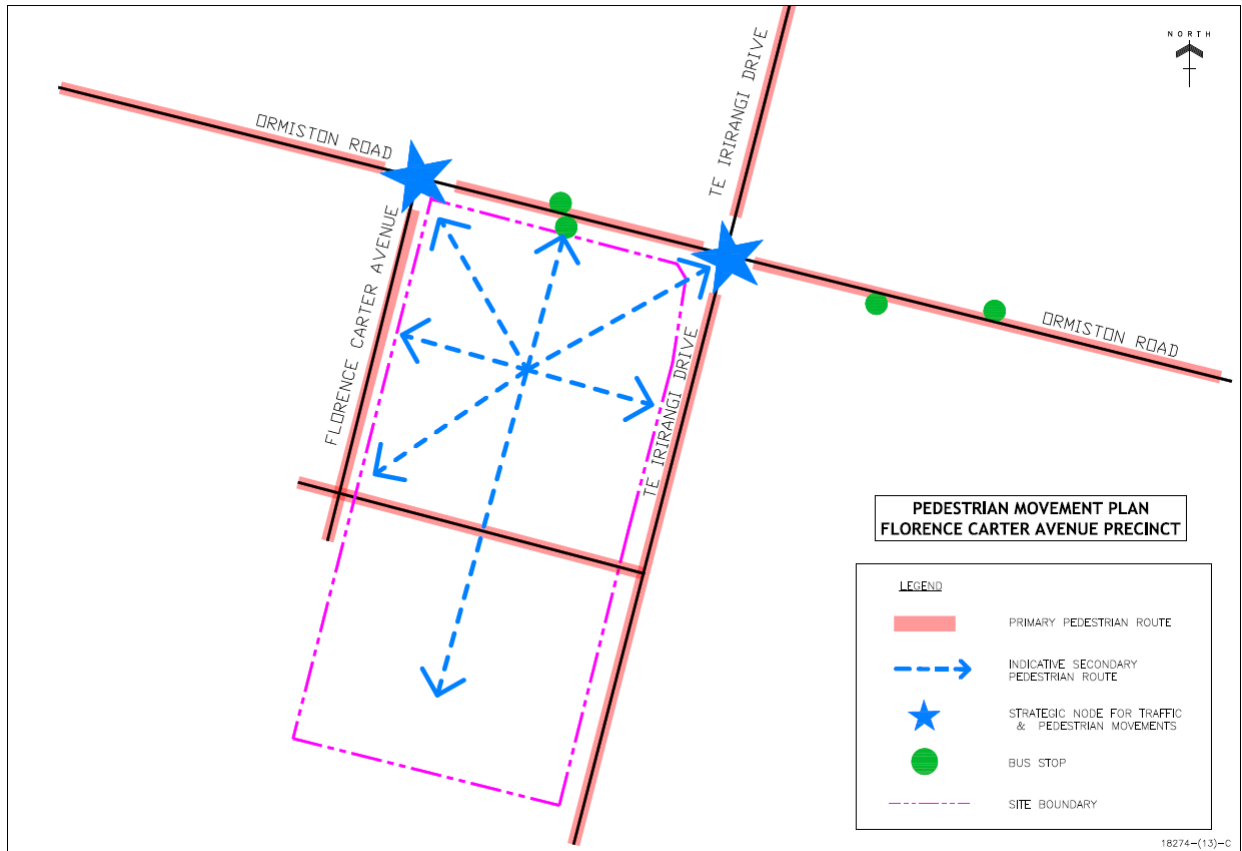 NORTH
TE IRIRANGI DRIVE
ORMISTON ROAD
FLORENCE CARTER AVENUE
TE IRIRANGI DRIVE
ORMISTON ROAD
PEDESTRIAN MOVEMENT PLAN
FLORENCE CARTER AVENUE PRECINCT
LEGEND
PRIMARY PEDESTRIAN ROUTE
INDICATIVE SECONDARY
PEDESTRIAN ROUTE
STRATEGIC NODE FOR TRAFFIC
& PEDESTRIAN MOVEMENTS
BUS STOP
SITE BOUNDARY
18274-(13)-C